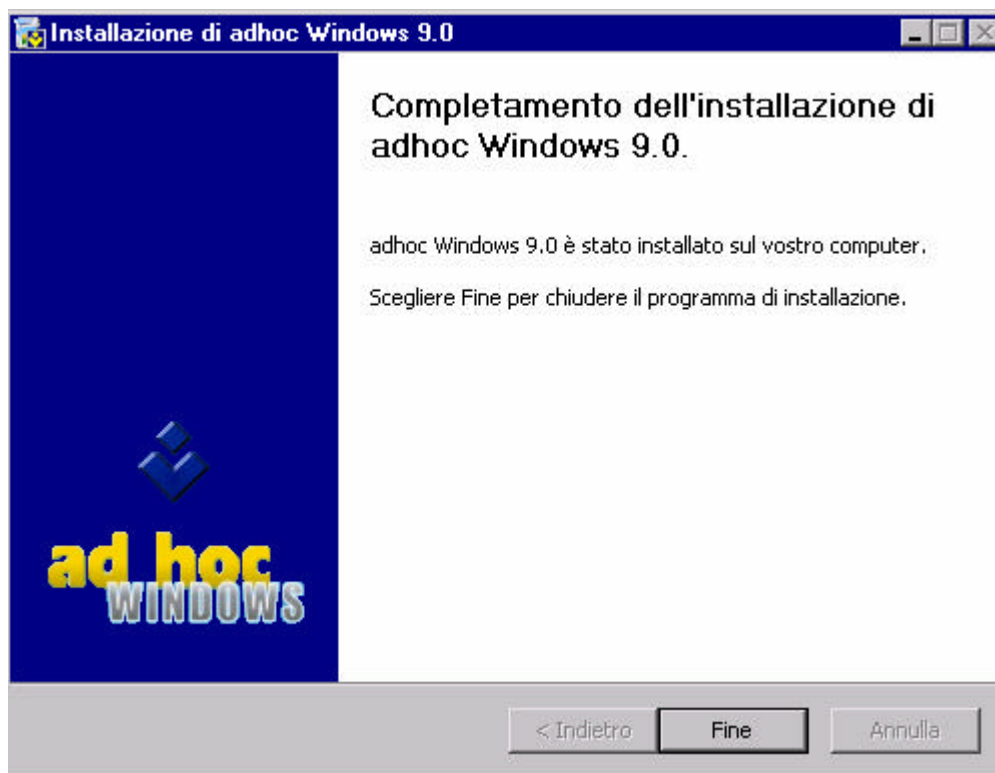 Installazione di adhoc Windows 9.0
Completamento dell'installazione di
adhoc Windows 9.0.
adhoc Windows 9.0 è stato installato sul vostro computer.
Scegliere Fine per chiudere il programma di installazione.
ad hoc
WINDOWS
< Indietro
Fine
Annulla